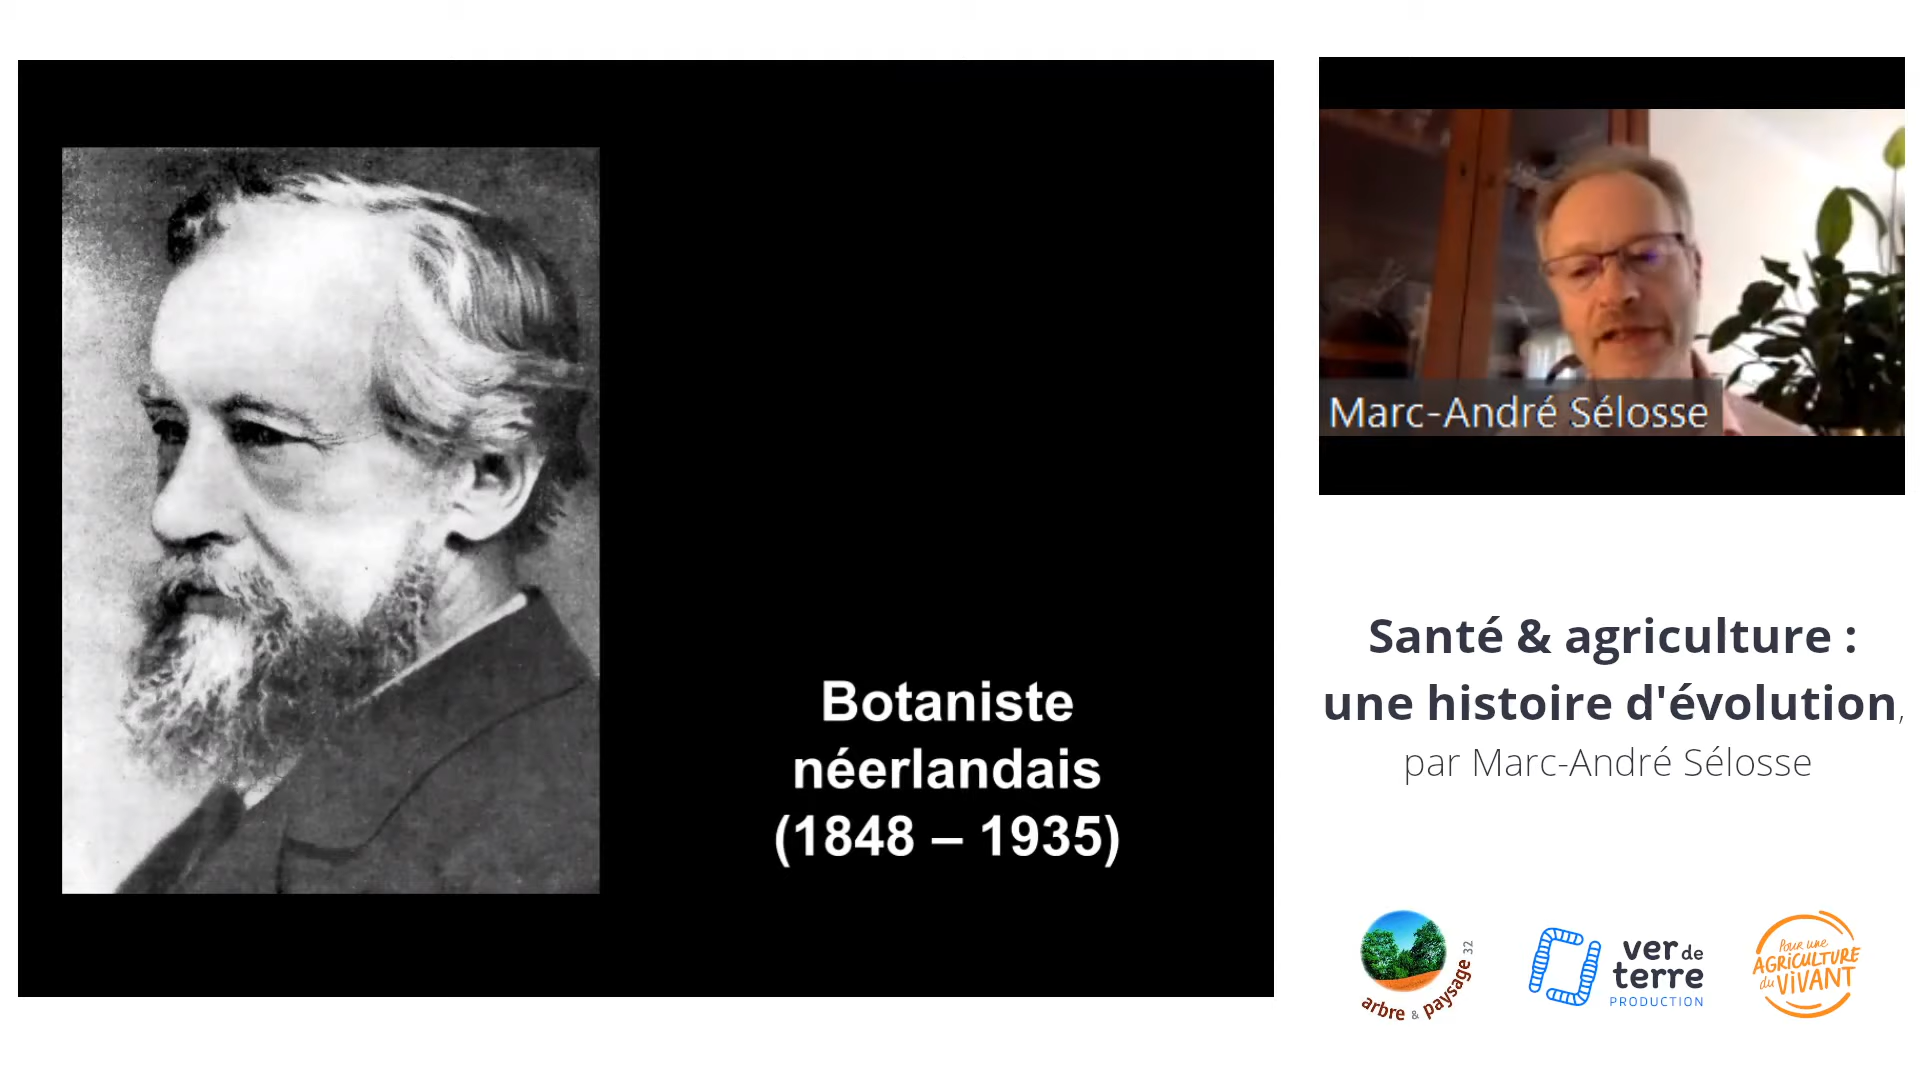 Botaniste
néerlandais
(1848 – 1935)
Marc-André Sélosse
Santé & agriculture :
une histoire d'évolution,
par Marc-André Sélosse
arbre & paysage 32
ver de
terre
PRODUCTION
Pour une
AGRICULTURE
du VIVANT